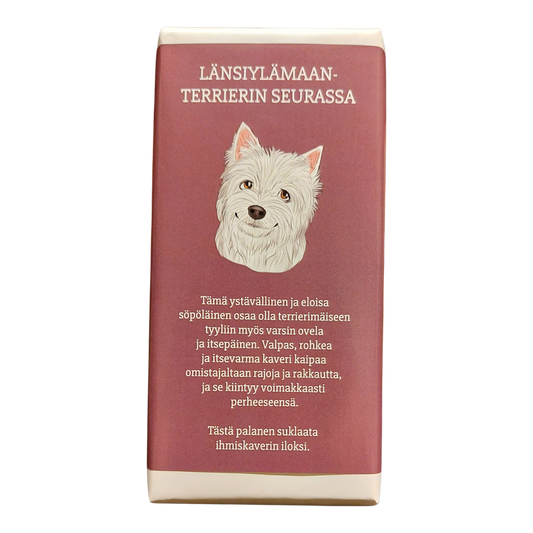 LÄNSIYLÄMAAN-
TERRIERIN SEURASSA
Tämä ystävällinen ja eloisa
söpöläinen osaa olla terrierimäiseen
tyyliin myös varsin ovela
ja itsepäinen. Valpas, rohkea
ja itsevarma kaveri kaipaa
omistajaltaan rajoja ja rakkautta,
ja se kiintyy voimakkaasti
perheeseensä.
Tästä palanen suklaata
ihmiskaverin iloksi.